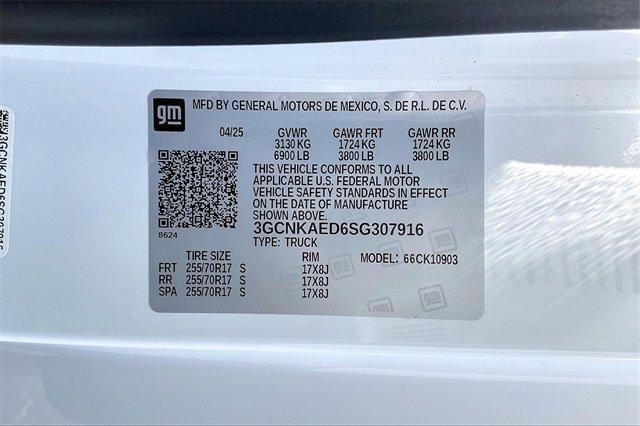 gm MFD BY GENERAL MOTORS DE MEXICO, S. DE R.L. DE C.V.
04/25 GVWR GAWR FRT GAWR RR
3130 KG 1724 KG 1724 KG
6900 LB 3800 LB 3800 LB
THIS VEHICLE CONFORMS TO ALL
APPLICABLE U.S. FEDERAL MOTOR
VEHICLE SAFETY STANDARDS IN EFFECT
ON THE DATE OF MANUFACTURE
SHOWN ABOVE.
8624
3GCNKAED6SG307916
TYPE: TRUCK
TIRE SIZE RIM MODEL: 66CK10903
FRT 255/70R17 S 17X8J
RR 255/70R17 S 17X8J
SPA 255/70R17 S 17X8J
gm
3GCNKAED6SG307916